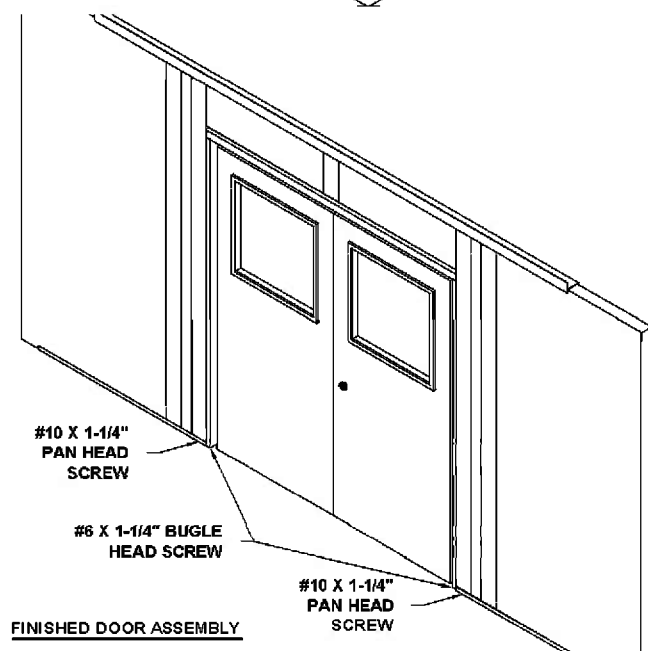 #10 X 1-1/4"
PAN HEAD
SCREW
#6 X 1-1/4" BUGLE
HEAD SCREW
#10 X 1-1/4"
PAN HEAD
SCREW
FINISHED DOOR ASSEMBLY